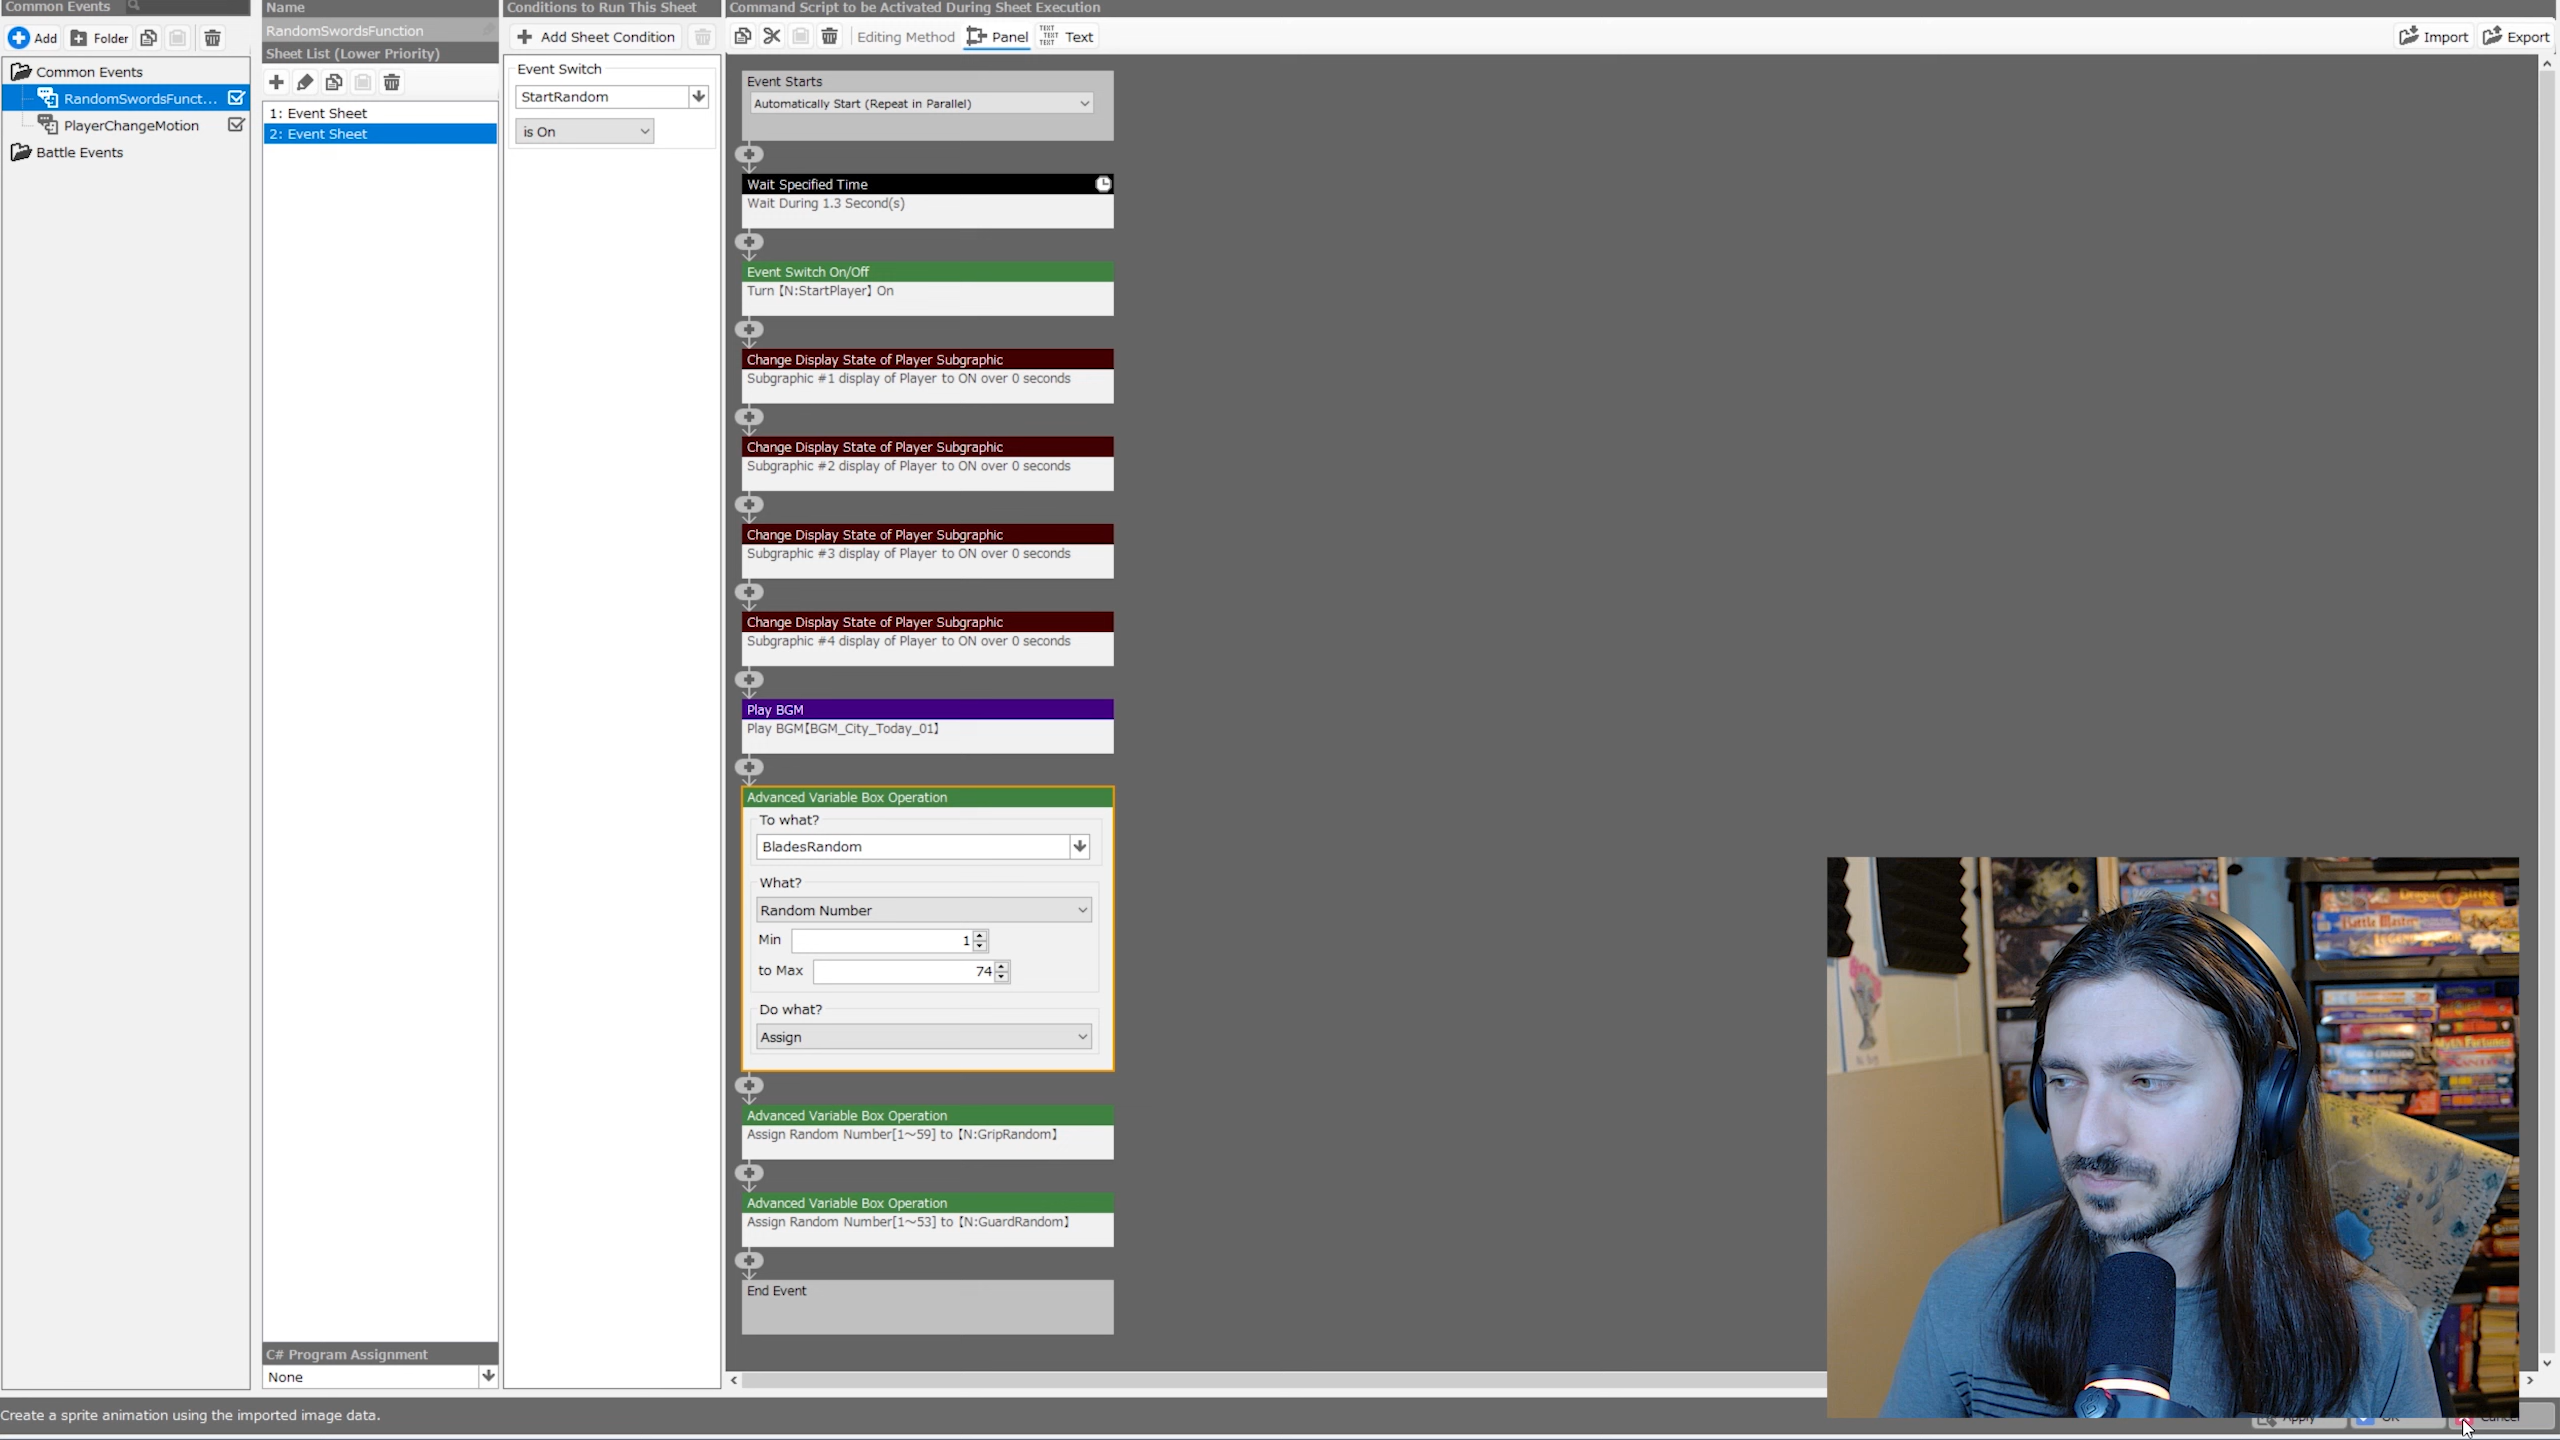 Common Events
Add
Folder
Common Events
RandomSwordsFunct...
PlayerChangeMotion
Battle Events
Name
RandomSwordsFunction
Sheet List (Lower Priority)
1: Event Sheet
2: Event Sheet
C# Program Assignment
None
Conditions to Run This Sheet
Add Sheet Condition
Event Switch
StartRandom
is On
Command Script to be Activated During Sheet Execution
Editing Method
Panel
TEXT
TEXT
TEXT
Text
Import
Export
Event Starts
Automatically Start (Repeat in Parallel)
Wait Specified Time
Wait During 1.3 Second(s)
Event Switch On/Off
Turn【N:StartPlayer】On
Change Display State of Player Subgraphic
Subgraphic #1 display of Player to ON over 0 seconds
Change Display State of Player Subgraphic
Subgraphic #2 display of Player to ON over 0 seconds
Change Display State of Player Subgraphic
Subgraphic #3 display of Player to ON over 0 seconds
Change Display State of Player Subgraphic
Subgraphic #4 display of Player to ON over 0 seconds
Play BGM
Play BGM【BGM_City_Today_01】
Advanced Variable Box Operation
To what?
BladesRandom
What?
Random Number
Min 1
to Max 74
Do what?
Assign
Advanced Variable Box Operation
Assign Random Number[1～59] to【N:GripRandom】
Advanced Variable Box Operation
Assign Random Number[1～53] to【N:GuardRandom】
End Event
Create a sprite animation using the imported image data.
Apply
OK
Cancel